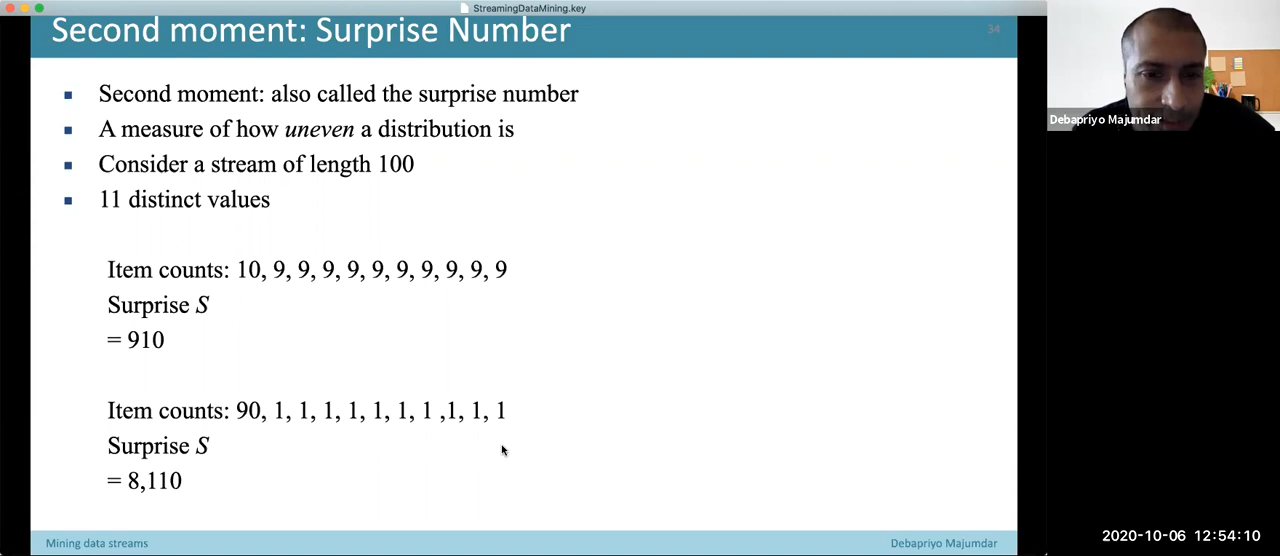 StreamingDataMining.key
Second moment: Surprise Number
34
Second moment: also called the surprise number
A measure of how uneven a distribution is
Consider a stream of length 100
11 distinct values
Item counts: 10, 9, 9, 9, 9, 9, 9, 9, 9, 9, 9
Surprise S
= 910
Item counts: 90, 1, 1, 1, 1, 1, 1, 1 ,1, 1, 1
Surprise S
= 8,110
Mining data streams
Debapriyo Majumdar
Debapriyo Majumdar
2020-10-06 12:54:10